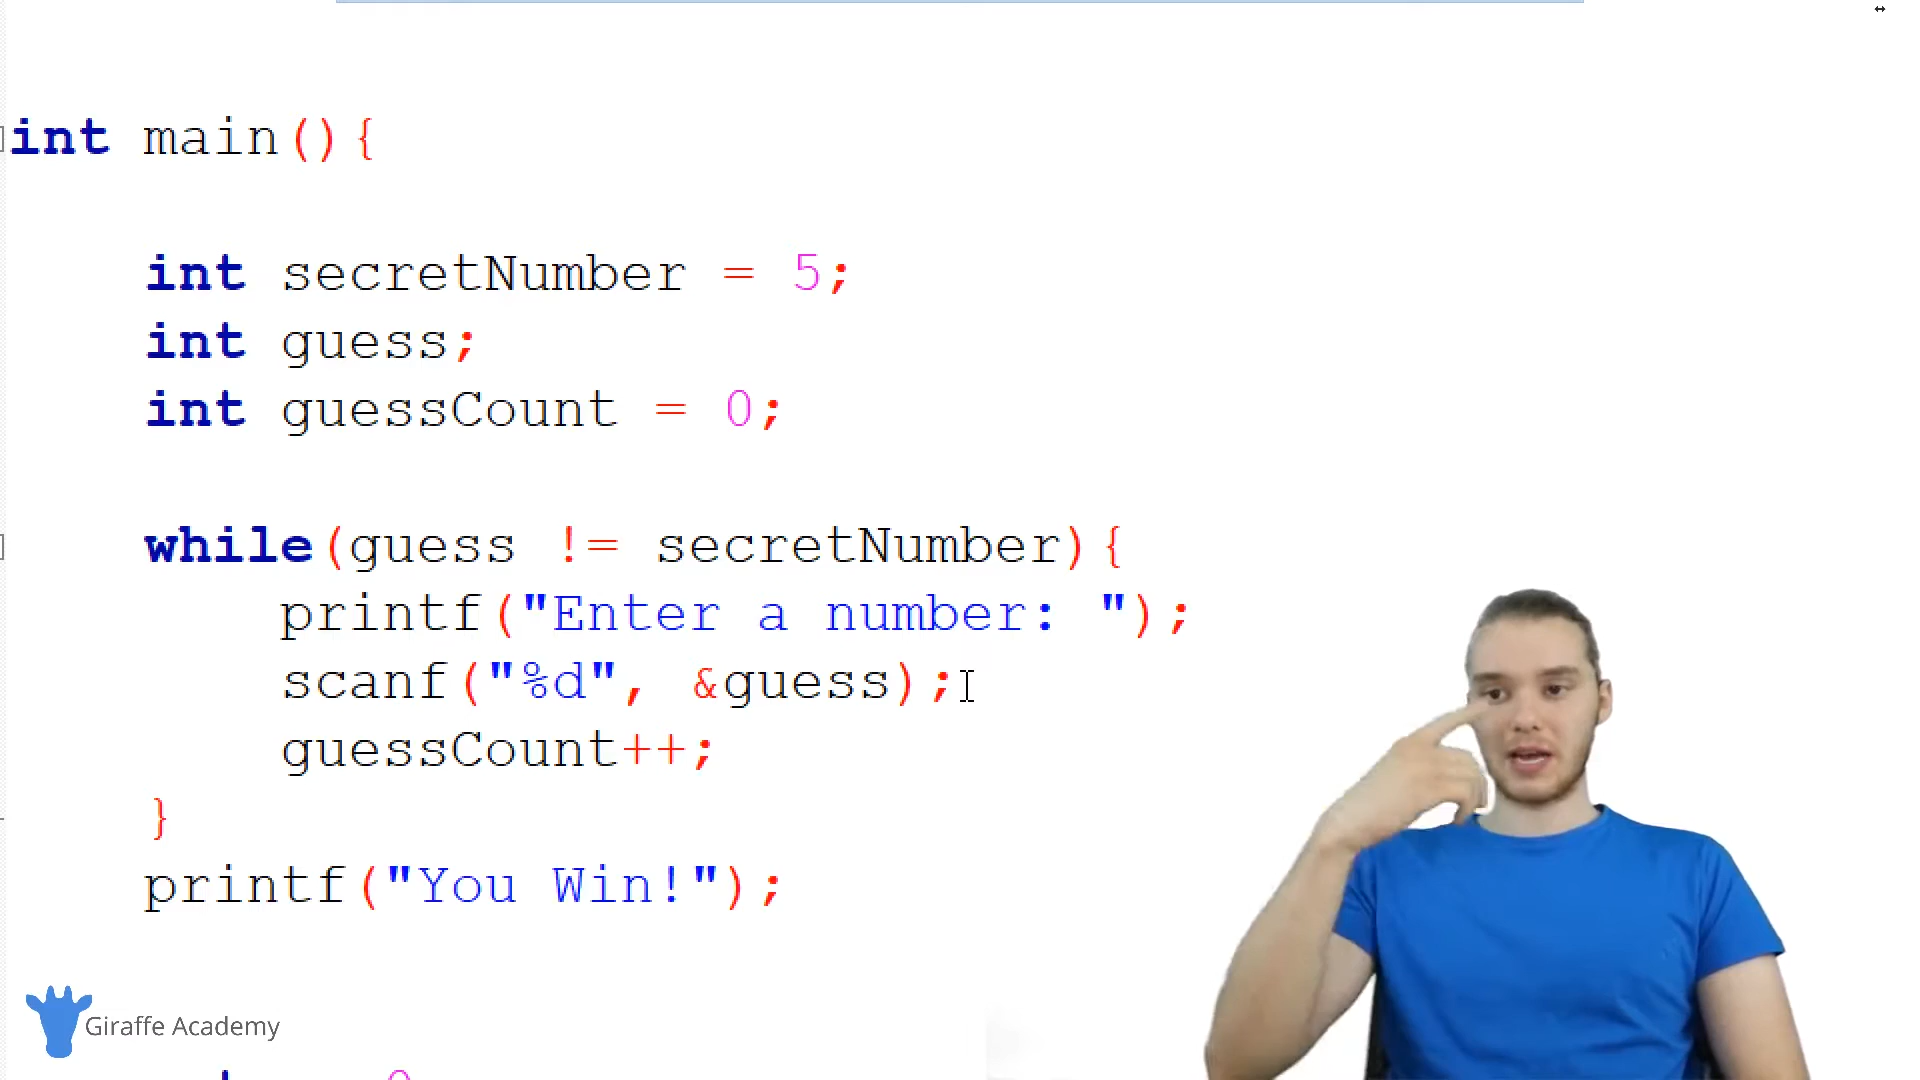 int main(){
int secretNumber = 5;
int guess;
int guessCount = 0;
while(guess != secretNumber){
printf("Enter a number: ");
scanf("%d", &guess);
guessCount++;
}
printf("You Win!");
Giraffe Academy